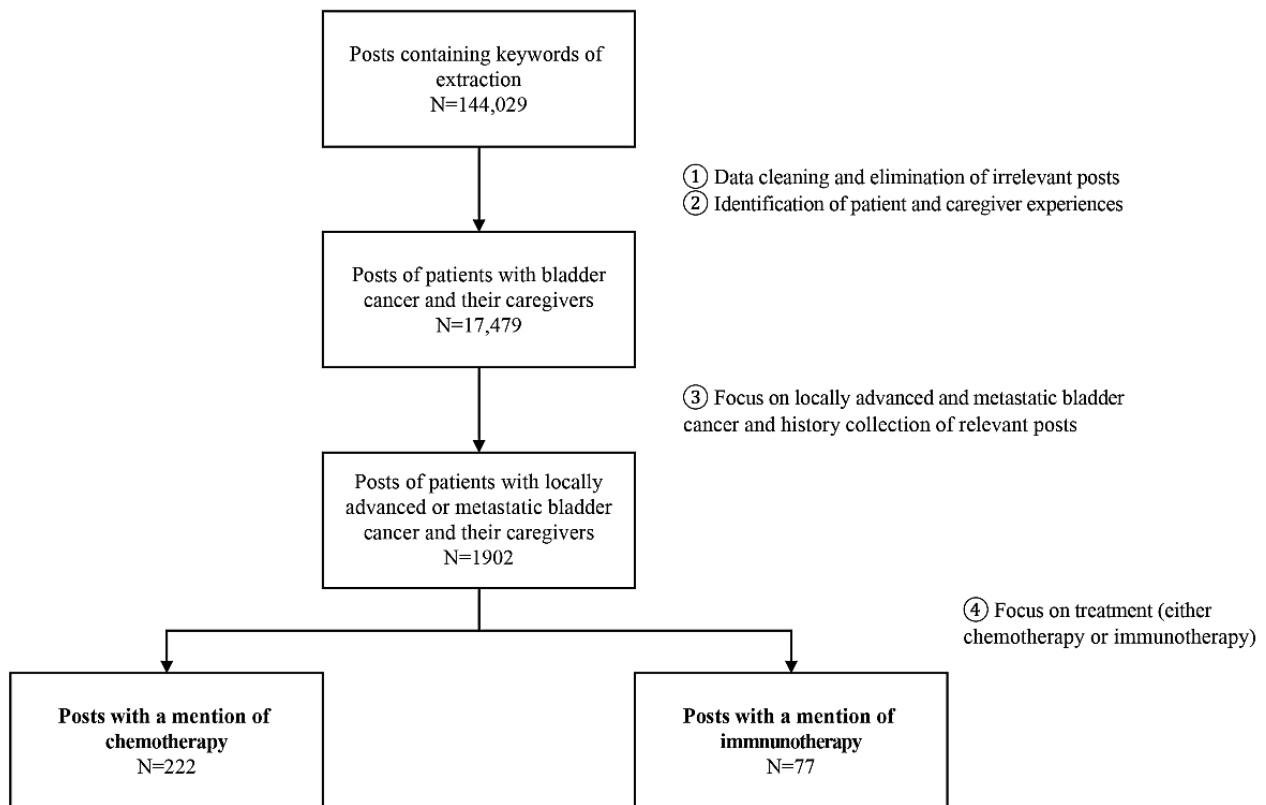 Posts containing keywords of
extraction
N=144,029
① Data cleaning and elimination of irrelevant posts
② Identification of patient and caregiver experiences
Posts of patients with bladder
cancer and their caregivers
N=17,479
③ Focus on locally advanced and metastatic bladder
cancer and history collection of relevant posts
Posts of patients with locally
advanced or metastatic bladder
cancer and their caregivers
N=1902
④ Focus on treatment (either
chemotherapy or immunotherapy)
Posts with a mention of
chemotherapy
N=222
Posts with a mention of
immnunotherapy
N=77